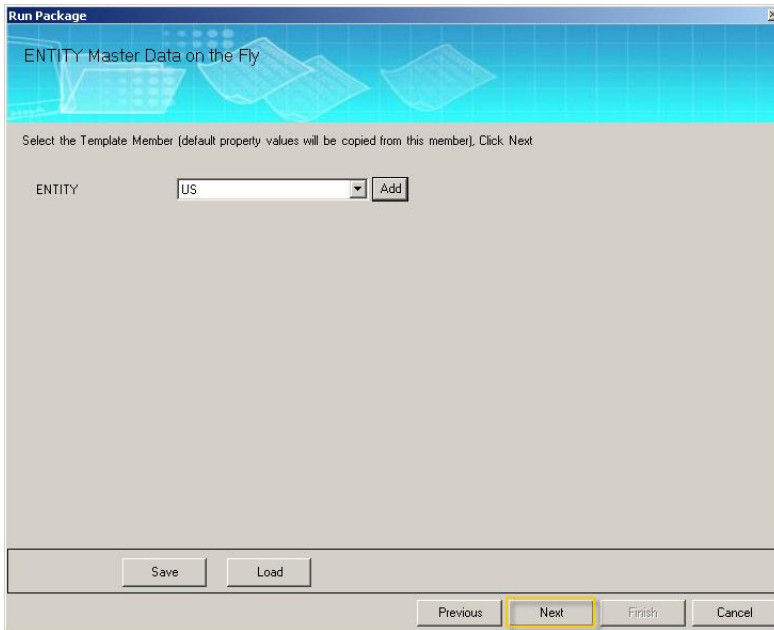 Run Package
ENTITY Master Data on the Fly
Select the Template Member (default property values will be copied from this member), Click Next
ENTITY US Add
Save Load
Previous Next Finish Cancel